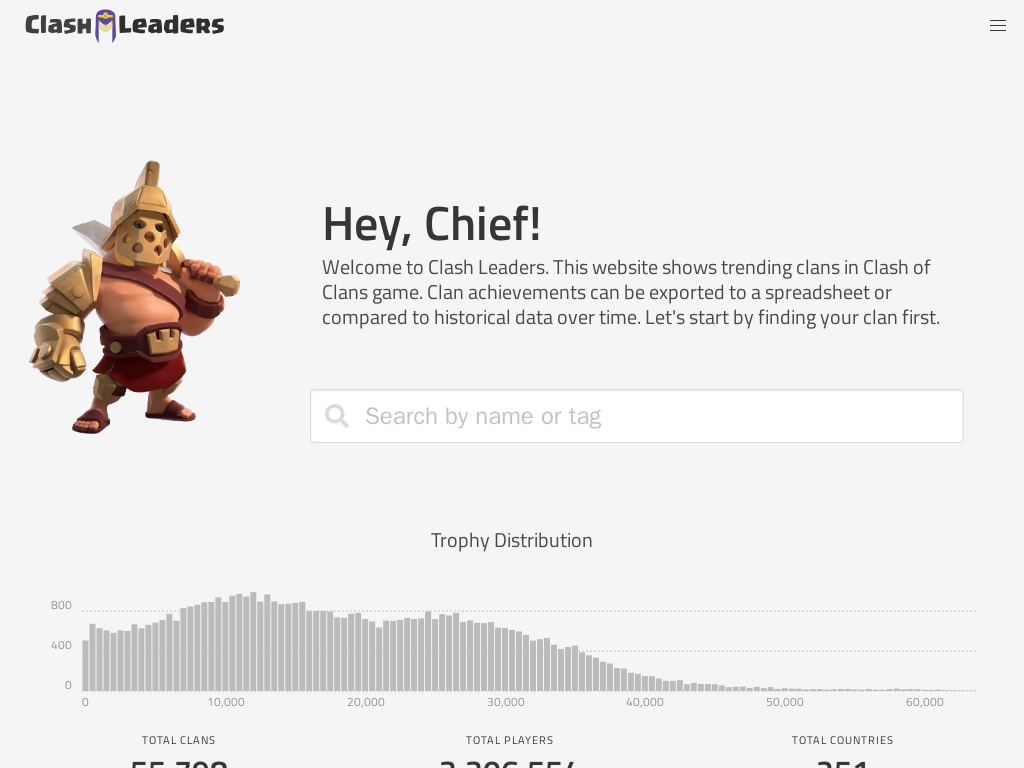 Clash Leaders
Hey, Chief!
Welcome to Clash Leaders. This website shows trending clans in Clash of
Clans game. Clan achievements can be exported to a spreadsheet or
compared to historical data over time. Let's start by finding your clan first.
Search by name or tag
Trophy Distribution
800
400
0
0 10,000 20,000 30,000 40,000 50,000 60,000
TOTAL CLANS TOTAL PLAYERS TOTAL COUNTRIES